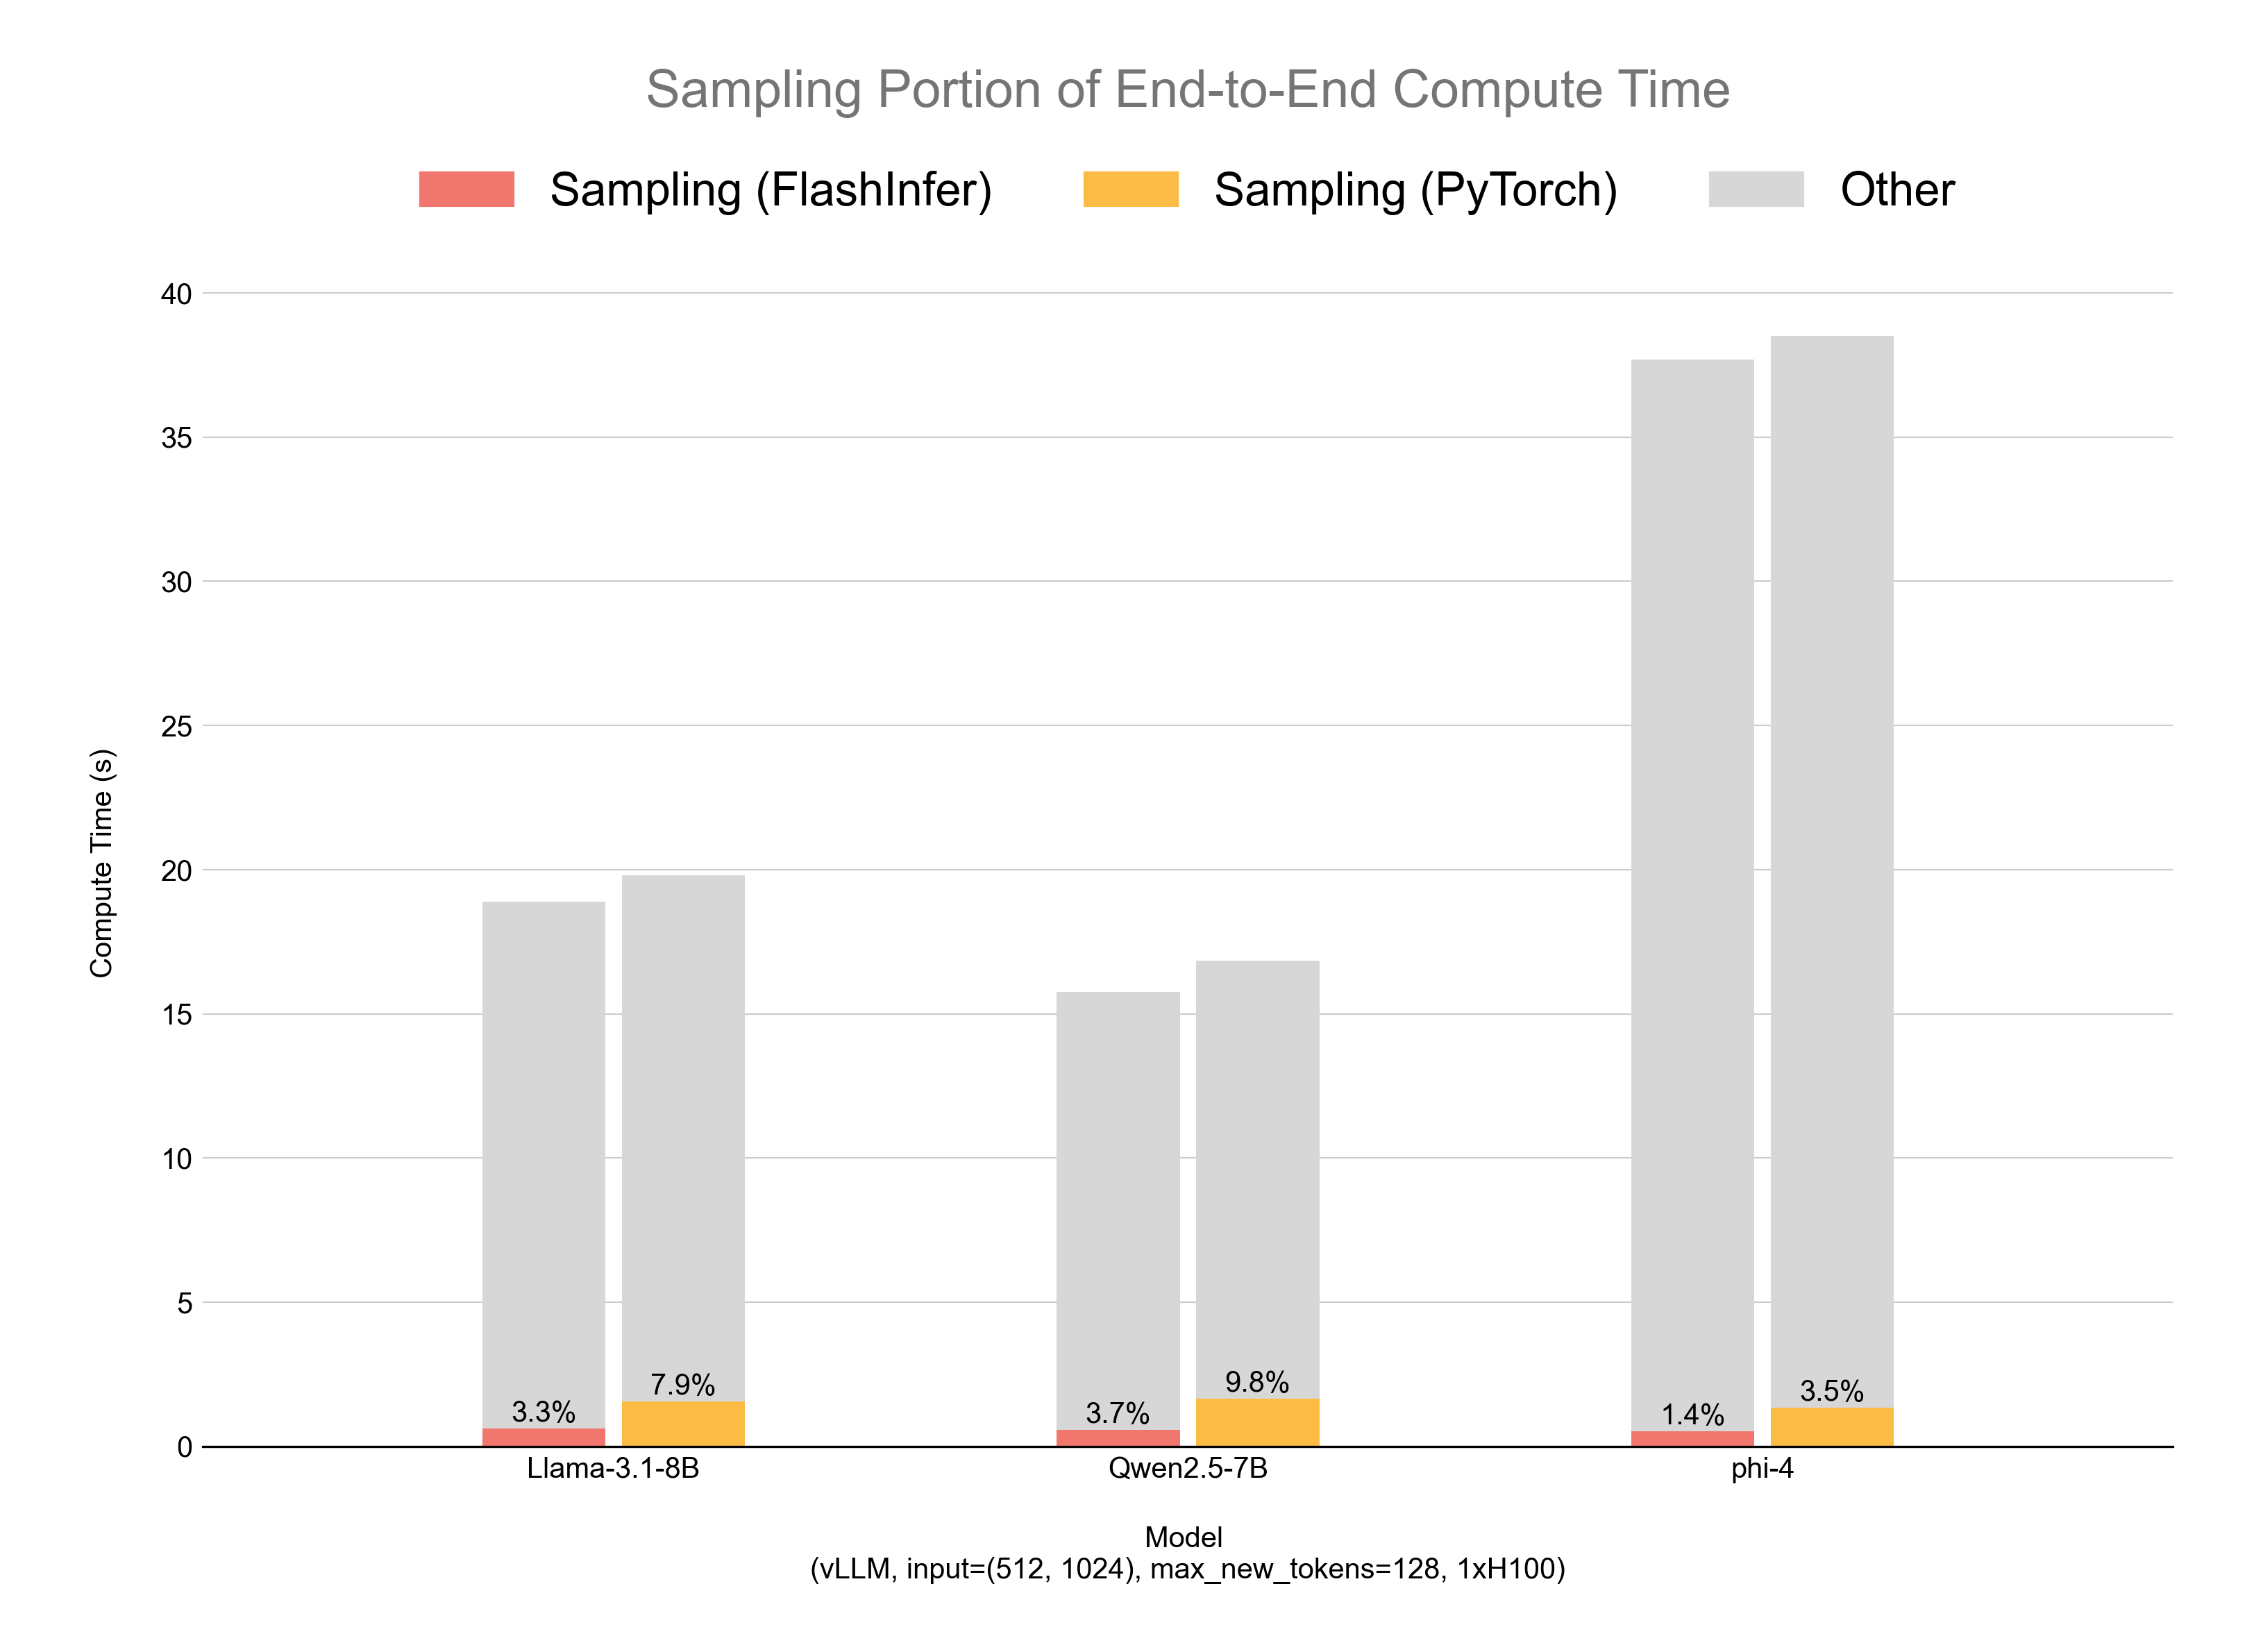 Sampling Portion of End-to-End Compute Time
Sampling (FlashInfer) Sampling (PyTorch) Other
40
35
30
25
20
15
10
5
0
Compute Time (s)
3.3% 7.9% 3.7% 9.8% 1.4% 3.5%
Llama-3.1-8B Qwen2.5-7B phi-4
Model
(vLLM, input=(512, 1024), max_new_tokens=128, 1xH100)